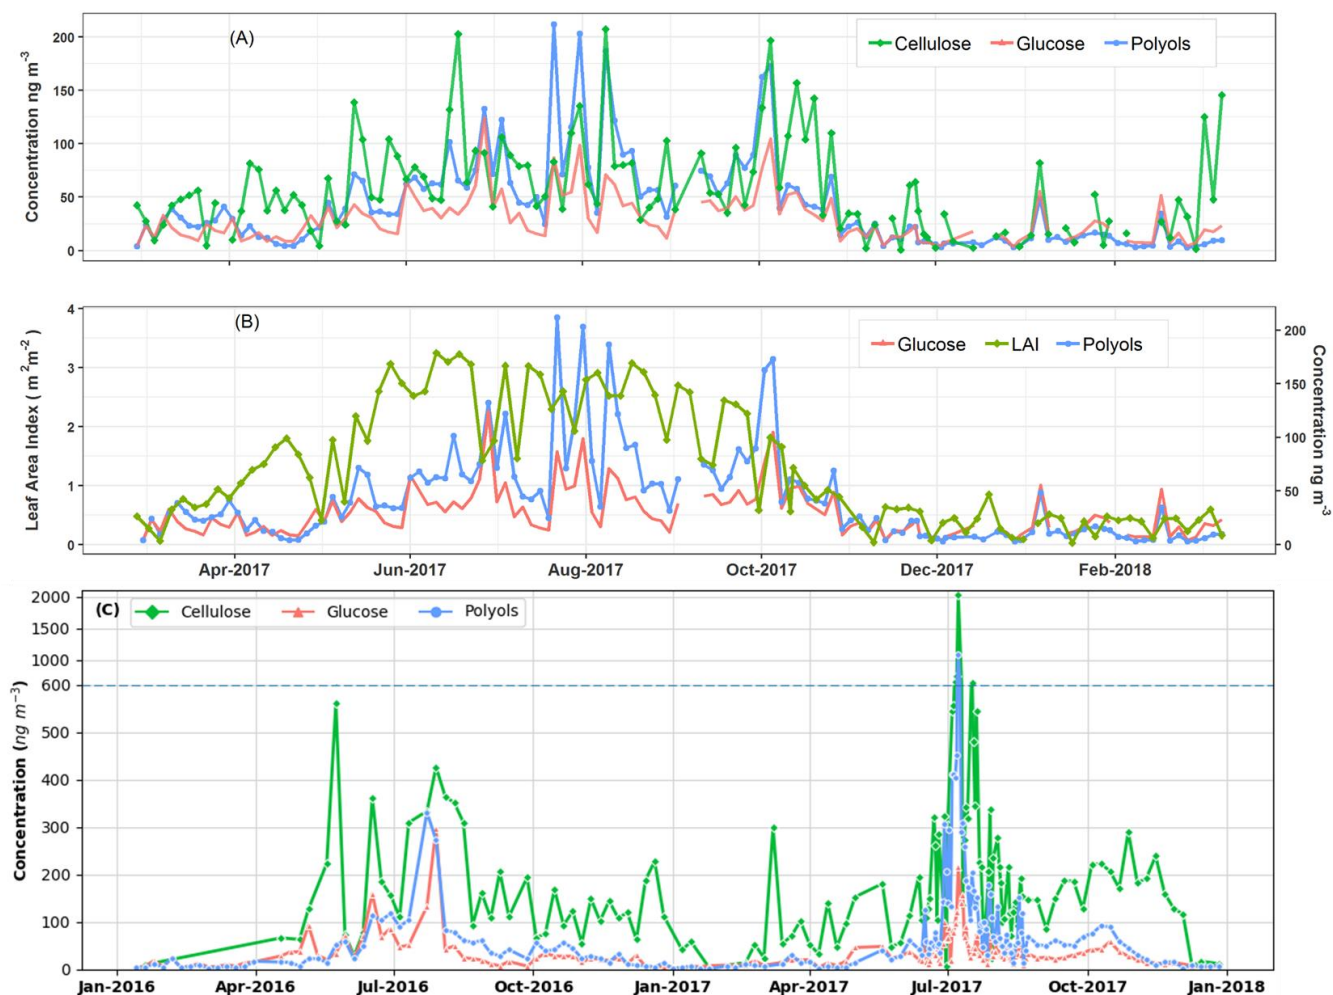 (A)
Cellulose Glucose Polyols
Concentration ng m⁻³
200
150
100
50
0
(B)
Glucose LAI Polyols
Leaf Area Index ( m²m⁻² )
4
3
2
1
0
Concentration ng m⁻³
200
150
100
50
0
Apr-2017 Jun-2017 Aug-2017 Oct-2017 Dec-2017 Feb-2018
(C) Cellulose Glucose Polyols
Concentration (ng m⁻³)
2000
1500
1000
600
500
400
300
200
100
0
Jan-2016 Apr-2016 Jul-2016 Oct-2016 Jan-2017 Apr-2017 Jul-2017 Oct-2017 Jan-2018